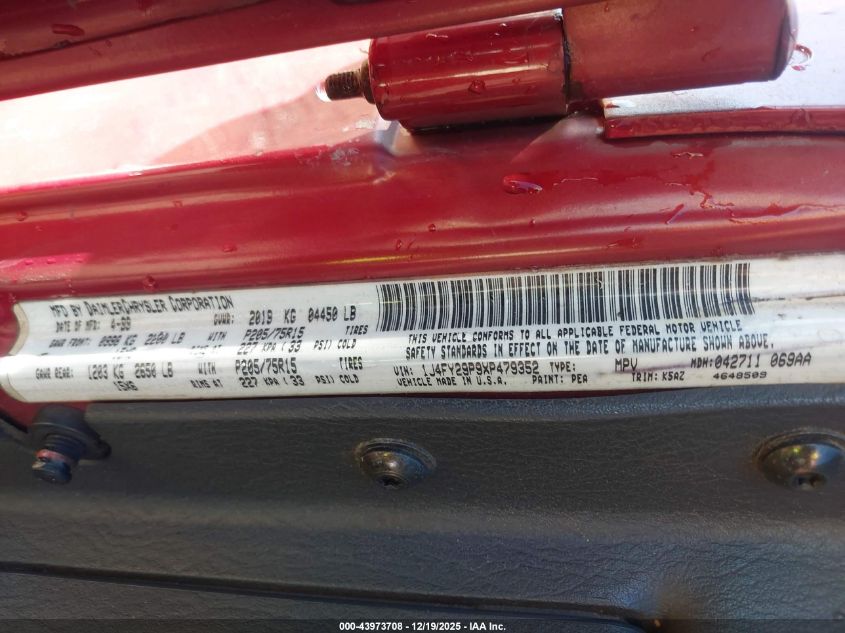 MFD BY DAIMLERCHRYSLER CORPORATION
DATE OF MFR: 4-99 GVWR: 2019 KG 04450 LB
GAWR FRONT: 0998 KG 2200 LB WITH P205/75R15 TIRES
227 KPA ( 33 PSI) COLD
GAWR REAR: 1203 KG 2650 LB WITH P205/75R15 TIRES
RIMS AT 227 KPA ( 33 PSI) COLD
THIS VEHICLE CONFORMS TO ALL APPLICABLE FEDERAL MOTOR VEHICLE
SAFETY STANDARDS IN EFFECT ON THE DATE OF MANUFACTURE SHOWN ABOVE.
VIN: 1J4FY29P9XP479352 TYPE: MPV MDH: 042711 069AA
VEHICLE MADE IN U.S.A. PAINT: PEA TRIM: K5AZ 4648509
000-43973708 - 12/19/2025 - IAA Inc.